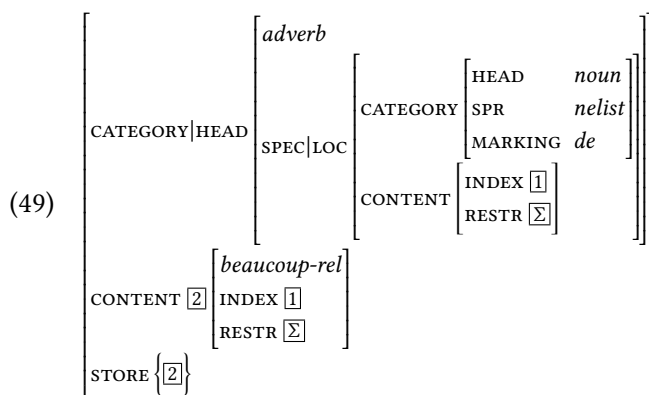 adverb
HEAD noun
CATEGORY SPR nelist
CATEGORY|HEAD SPEC|LOC MARKING de
(49) CONTENT INDEX 1
RESTR Σ
beaucoup-rel
CONTENT 2 INDEX 1
RESTR Σ
STORE {2}